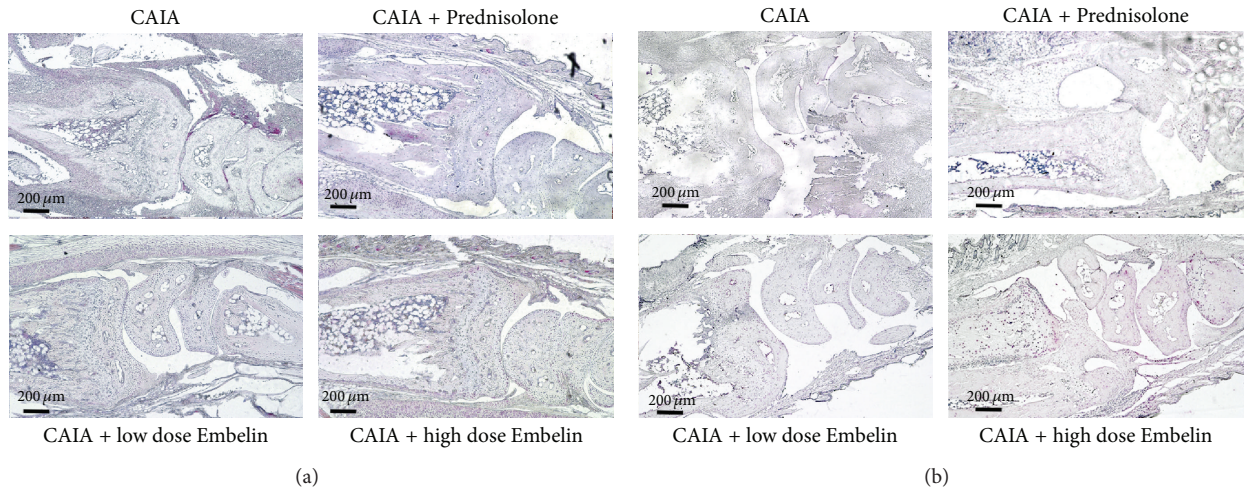 CAIA
CAIA + Prednisolone
CAIA
CAIA + Prednisolone
200 μm
200 μm
200 μm
200 μm
200 μm
200 μm
200 μm
200 μm
CAIA + low dose Embelin
CAIA + high dose Embelin
CAIA + low dose Embelin
CAIA + high dose Embelin
(a)
(b)